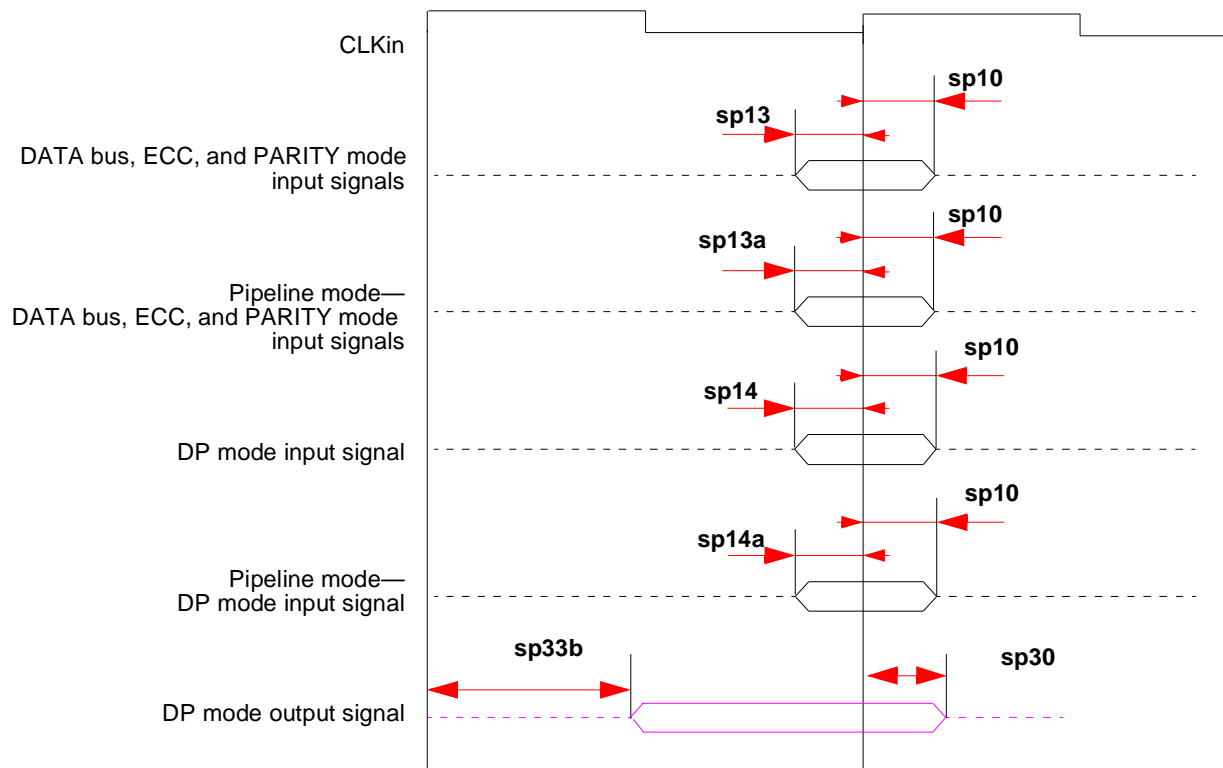 CLKin
sp10
sp13
DATA bus, ECC, and PARITY mode
input signals
sp10
sp13a
Pipeline mode—
DATA bus, ECC, and PARITY mode
input signals
sp10
sp14
DP mode input signal
sp10
sp14a
Pipeline mode—
DP mode input signal
sp33b
sp30
DP mode output signal